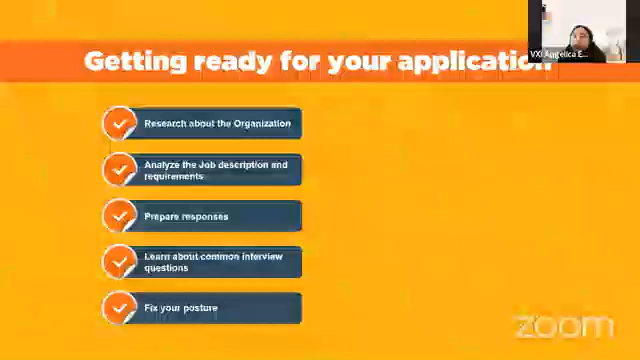 Getting ready for your application
VXI Angelica E...
Research about the Organization
Analyze the Job description and
requirements
Prepare responses
Learn about common interview
questions
Fix your posture
zoom